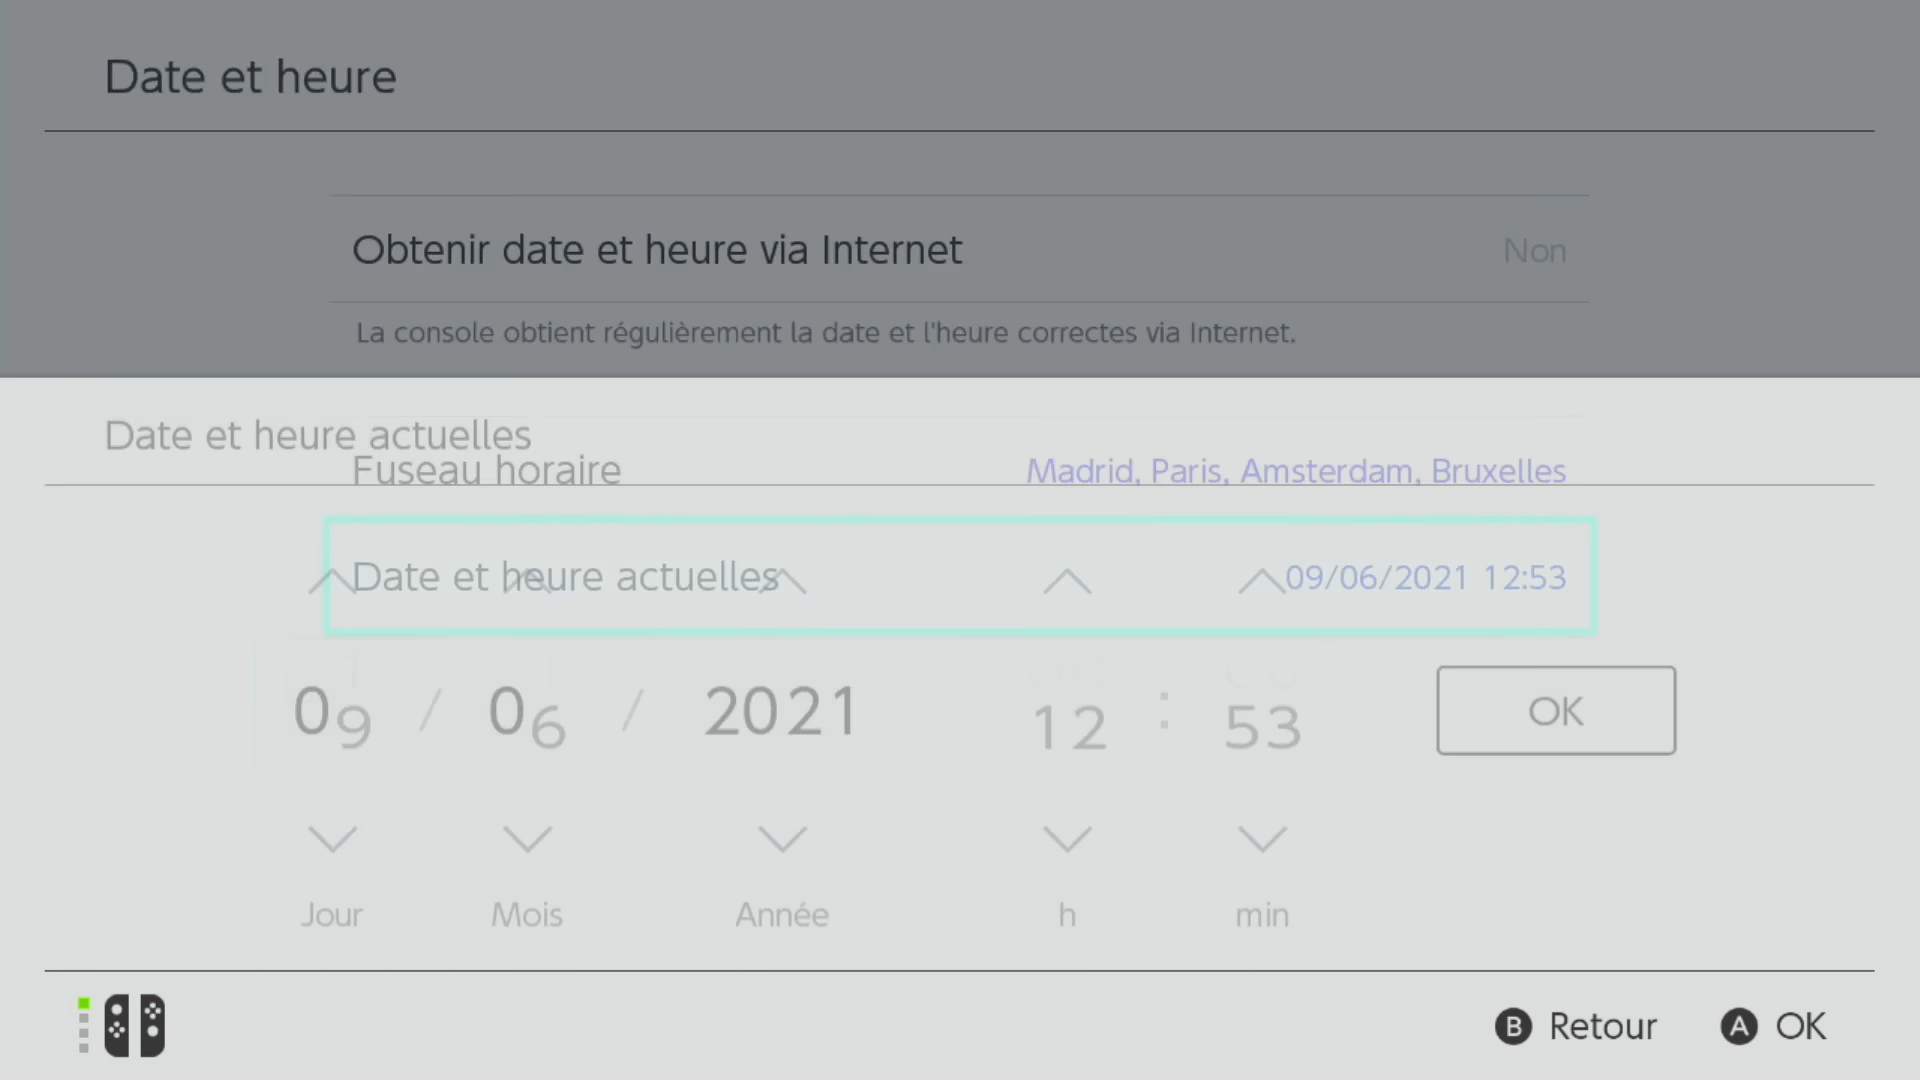 Date et heure
Obtenir date et heure via Internet Non
La console obtient régulièrement la date et l'heure correctes via Internet.
Date et heure actuelles
Fuseau horaire Madrid, Paris, Amsterdam, Bruxelles
Date et heure actuelles 09/06/2021 12:53
09 / 06 / 2021 12 : 53 OK
Jour Mois Année h min
B Retour A OK